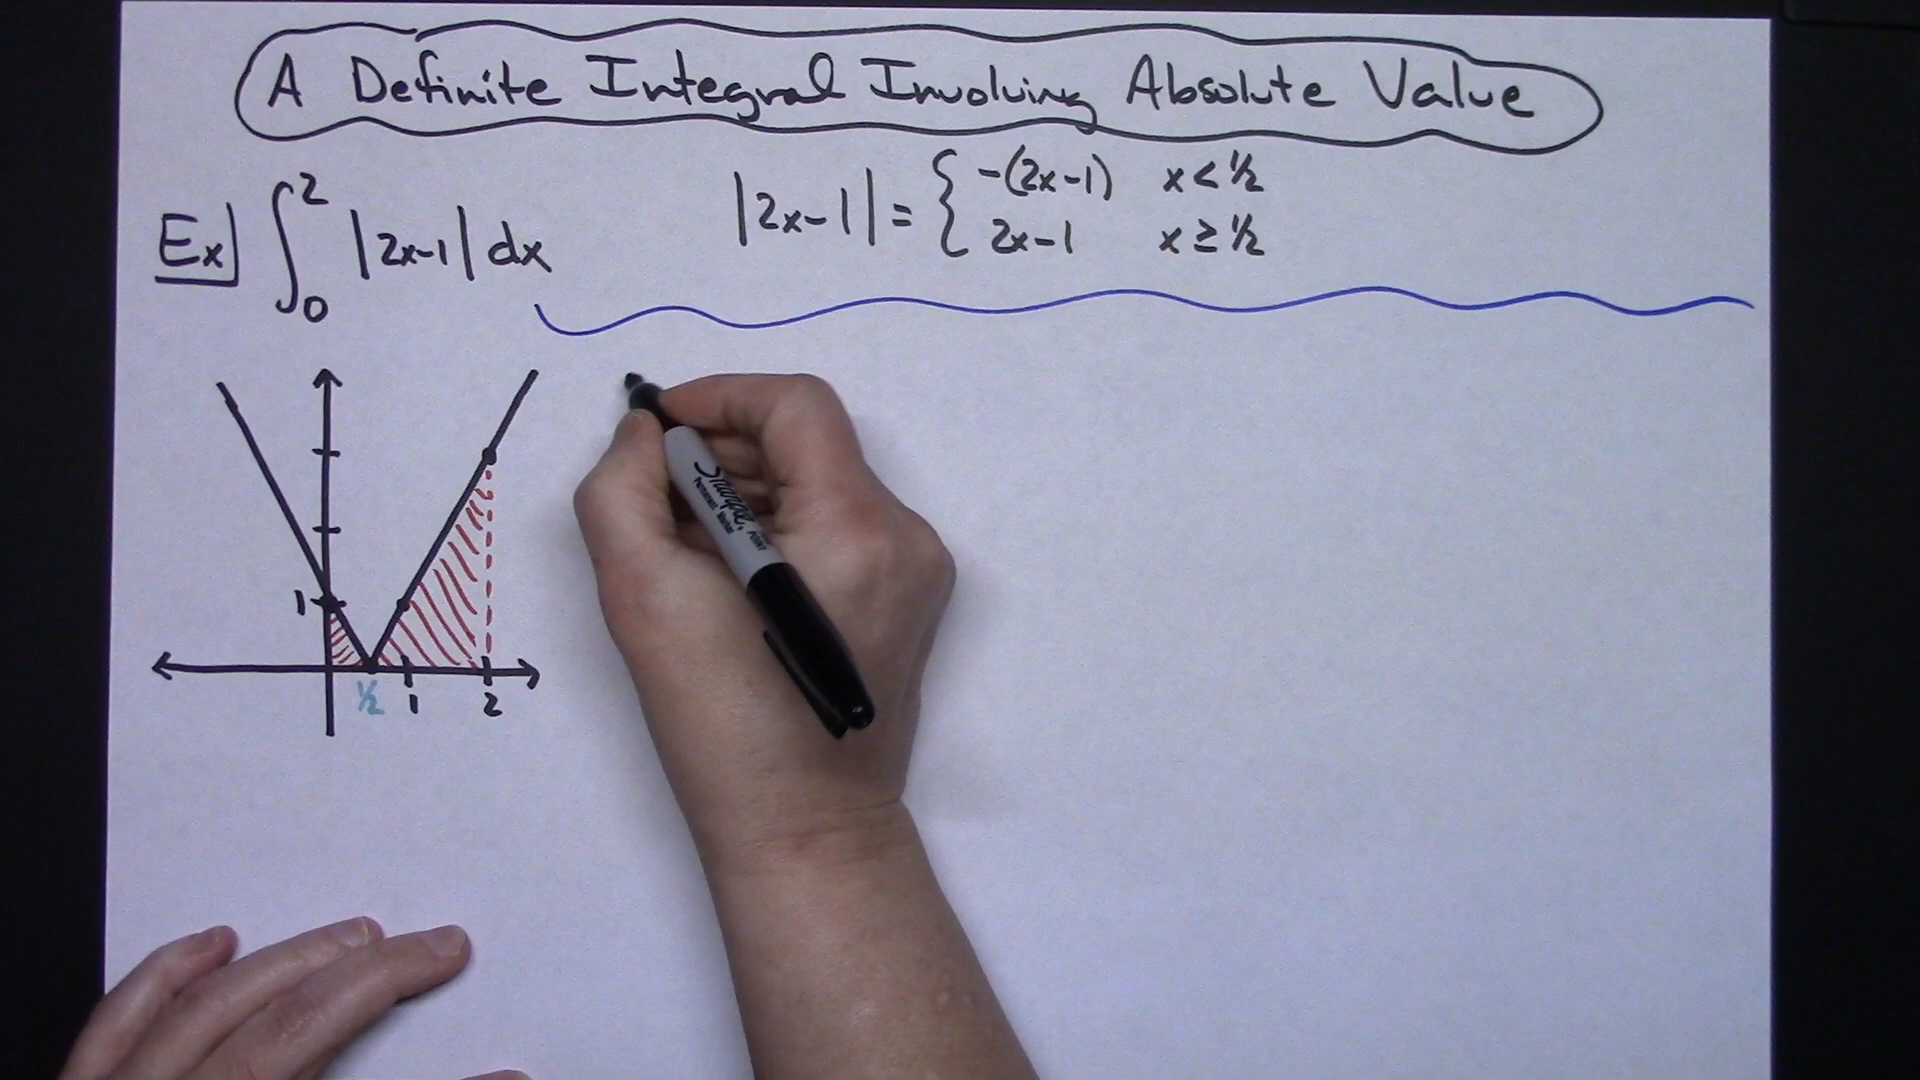 A Definite Integral Involving Absolute Value
Ex] ∫₀² |2x-1| dx
|2x-1| = { -(2x-1) x < ½
2x-1 x ≥ ½
1
½ 1 2
Sharpie